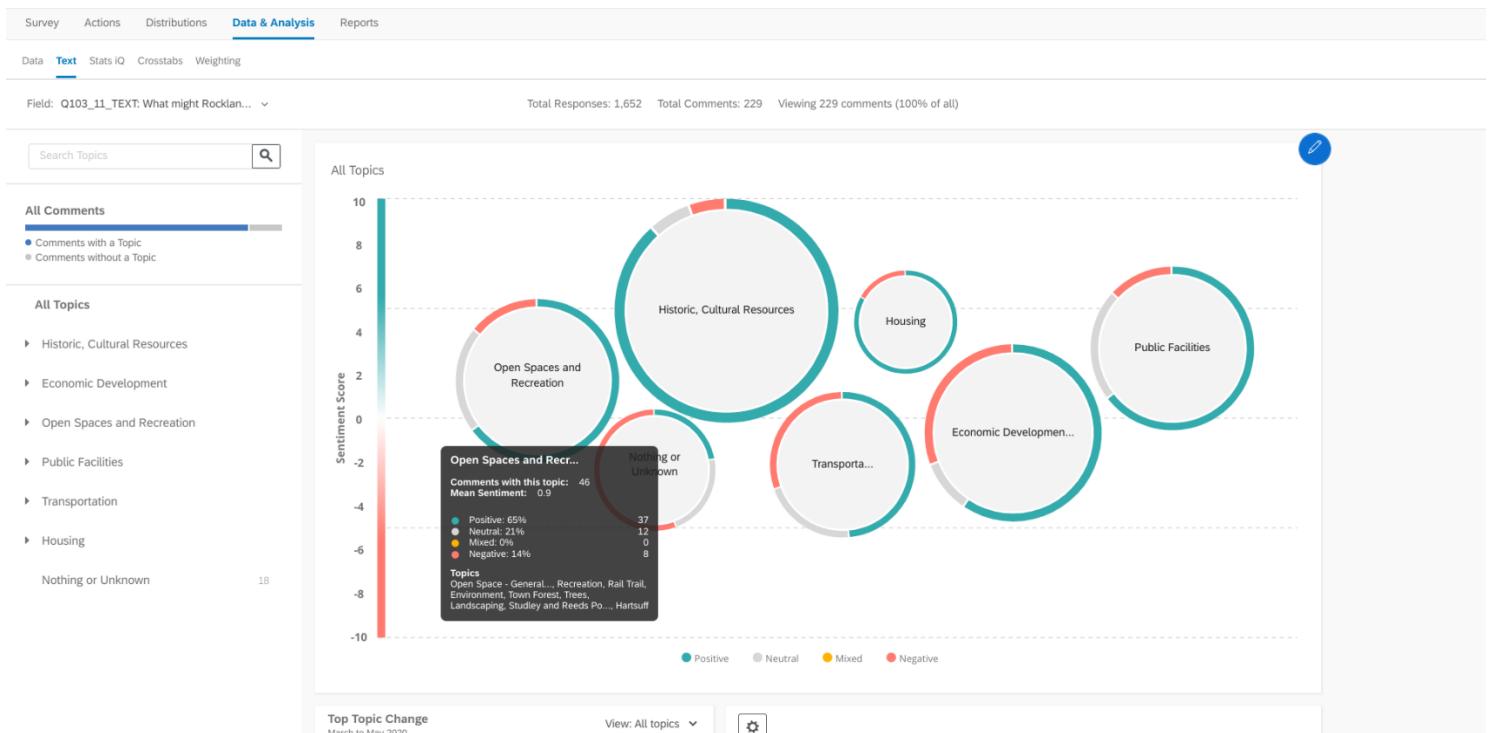 Survey Actions Distributions Data & Analysis Reports
Data Text Stats iQ Crosstabs Weighting
Field: Q103_11_TEXT: What might Rocklan...
Total Responses: 1,652 Total Comments: 229 Viewing 229 comments (100% of all)
Search Topics
All Comments
Comments with a Topic
Comments without a Topic
All Topics
Historic, Cultural Resources
Economic Development
Open Spaces and Recreation
Public Facilities
Transportation
Housing
Nothing or Unknown 18
All Topics
Sentiment Score
10
8
6
4
2
0
-2
-4
-6
-8
-10
Historic, Cultural Resources
Housing
Public Facilities
Open Spaces and
Recreation
Economic Developmen...
Nothing or
Unknown
Transporta...
Open Spaces and Recr...
Comments with this topic: 46
Mean Sentiment: 0.9
Positive: 65% 37
Neutral: 21% 12
Mixed: 0% 0
Negative: 14% 8
Topics
Open Space - General..., Recreation, Rail Trail,
Environment, Town Forest, Trees,
Landscaping, Studley and Reeds Po..., Hartsuff
Positive Neutral Mixed Negative
Top Topic Change
March to May 2020
View: All topics